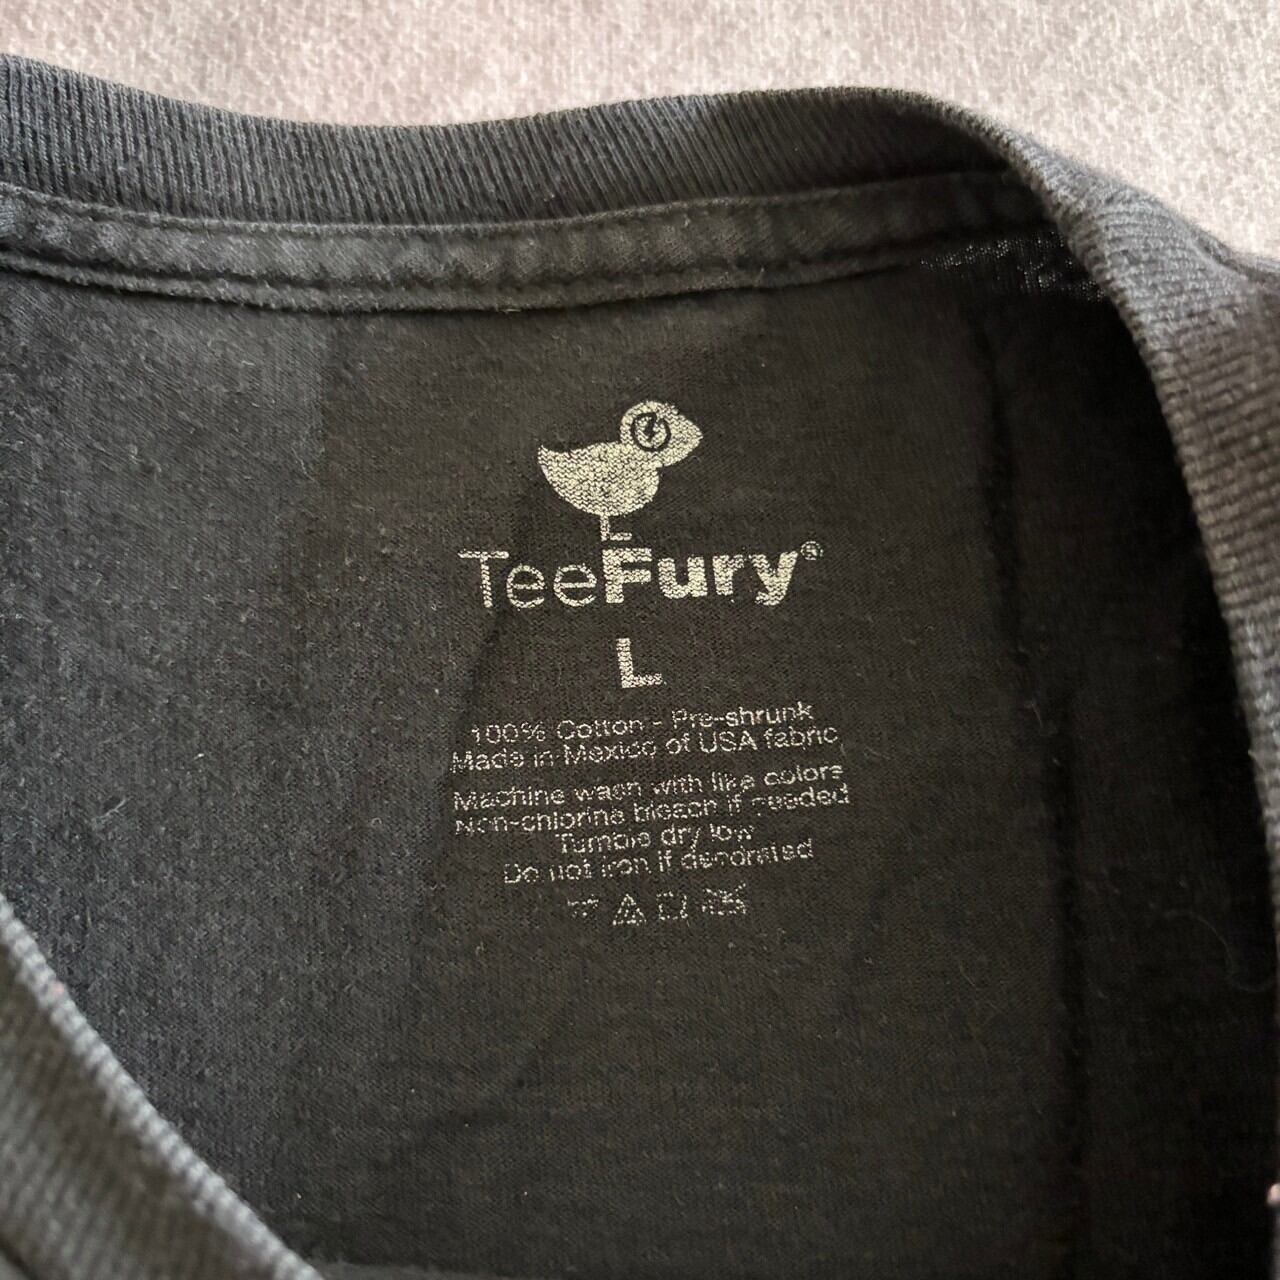 TeeFury®
L
100% Cotton - Pre-shrunk
Made in Mexico of USA fabric
Machine wash with like colors
Non-chlorine bleach if needed
Tumble dry low
Do not iron if decorated